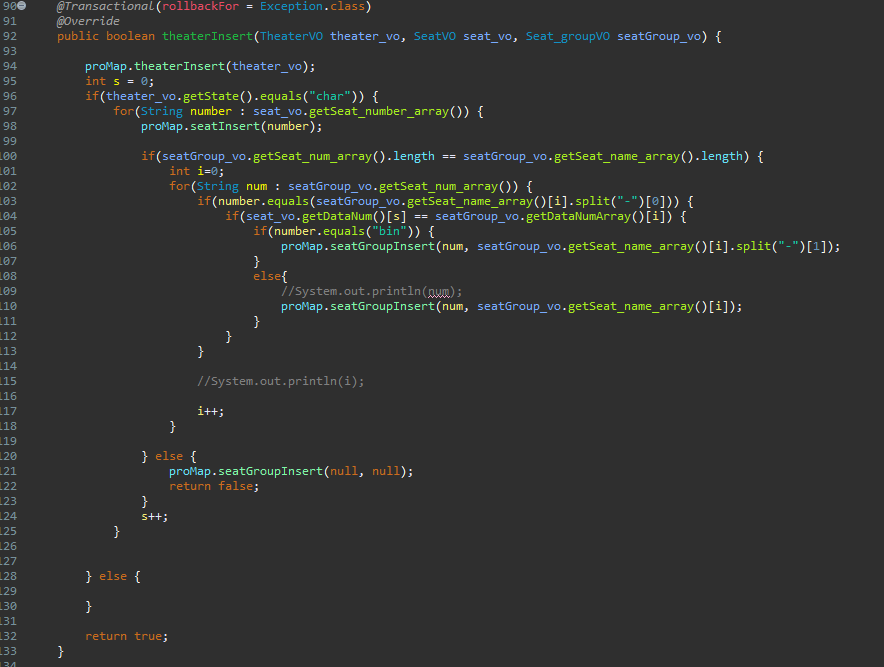 90 @Transactional(rollbackFor = Exception.class)
91 @Override
92 public boolean theaterInsert(TheaterVO theater_vo, SeatVO seat_vo, Seat_groupVO seatGroup_vo) {
93
94 proMap.theaterInsert(theater_vo);
95 int s = 0;
96 if(theater_vo.getState().equals("char")) {
97 for(String number : seat_vo.getSeat_number_array()) {
98 proMap.seatInsert(number);
99
100 if(seatGroup_vo.getSeat_num_array().length == seatGroup_vo.getSeat_name_array().length) {
101 int i=0;
102 for(String num : seatGroup_vo.getSeat_num_array()) {
103 if(number.equals(seatGroup_vo.getSeat_name_array()[i].split("-")[0])) {
104 if(seat_vo.getDataNum()[s] == seatGroup_vo.getDataNumArray()[i]) {
105 if(number.equals("bin")) {
106 proMap.seatGroupInsert(num, seatGroup_vo.getSeat_name_array()[i].split("-")[1]);
107 }
108 else{
109 //System.out.println(num);
110 proMap.seatGroupInsert(num, seatGroup_vo.getSeat_name_array()[i]);
111 }
112 }
113 }
114
115 //System.out.println(i);
116
117 i++;
118 }
119
120 } else {
121 proMap.seatGroupInsert(null, null);
122 return false;
123 }
124 s++;
125 }
126
127
128 } else {
129
130 }
131
132 return true;
133 }
134